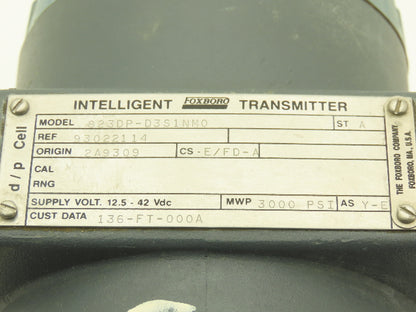 INTELLIGENT FOXBORO TRANSMITTER
MODEL 823DP-D3S1NM0 ST A
REF 93022114
ORIGIN 2A9309 CS-E/FD-A
CAL
RNG
SUPPLY VOLT. 12.5 - 42 Vdc MWP 3000 PSI AS Y-E
CUST DATA 136-FT-000A
d / p Cell
THE FOXBORO COMPANY
FOXBORO, MA., U.S.A.